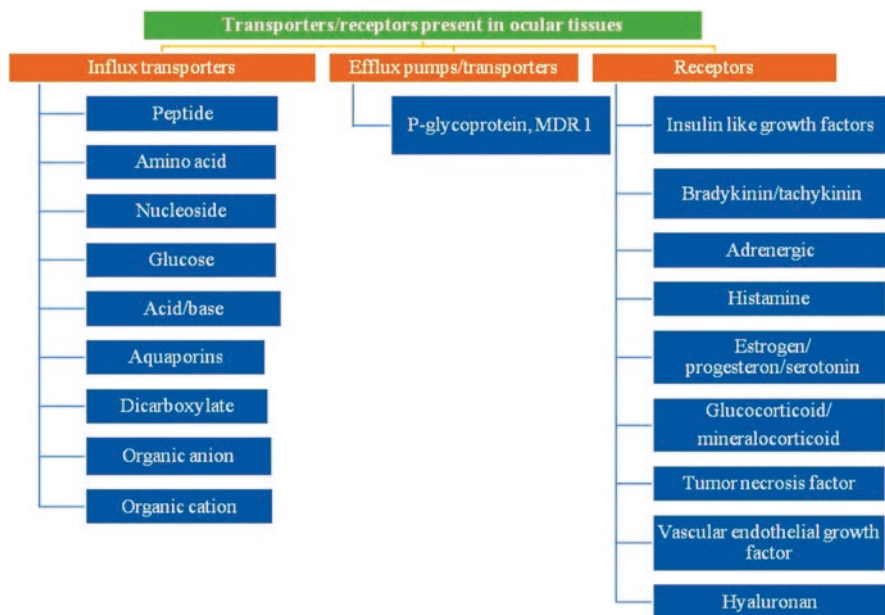 Transporters/receptors present in ocular tissues
Influx transporters
Peptide
Amino acid
Nucleoside
Glucose
Acid/base
Aquaporins
Dicarboxylate
Organic anion
Organic cation
Efflux pumps/transporters
P-glycoprotein, MDR 1
Receptors
Insulin like growth factors
Bradykinin/tachykinin
Adrenergic
Histamine
Estrogen/
progesteron/serotonin
Glucocorticoid/
mineralocorticoid
Tumor necrosis factor
Vascular endothelial growth
factor
Hyaluronan